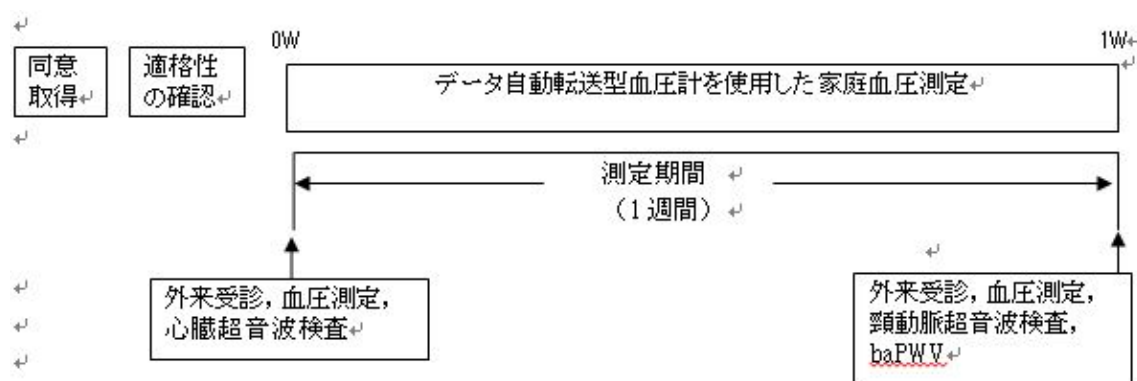 0W
1W
同意
取得
適格性
の確認
データ自動転送型血圧計を使用した家庭血圧測定
測定期間
（1週間）
外来受診，血圧測定，
心臓超音波検査
外来受診，血圧測定，
頸動脈超音波検査，
baPWV